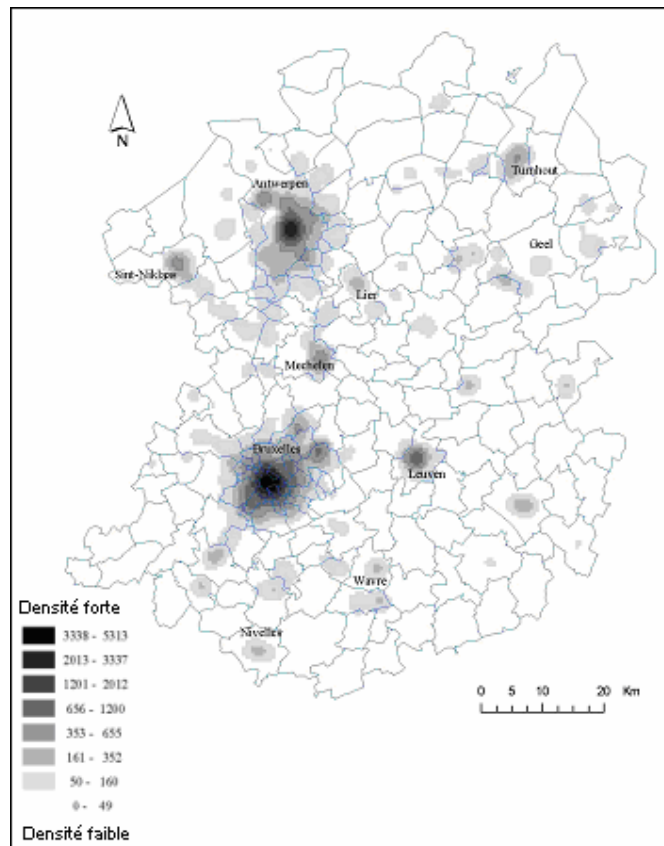 N
Turnhout
Antwerpen
Geel
Sint-Niklaas
Lier
Mechelen
Bruxelles
Leuven
Wavre
Nivelles
Densité forte
3338 - 5313
2013 - 3337
1201 - 2012
656 - 1200
353 - 655
161 - 352
50 - 160
0 - 49
Densité faible
0 5 10 20 Km